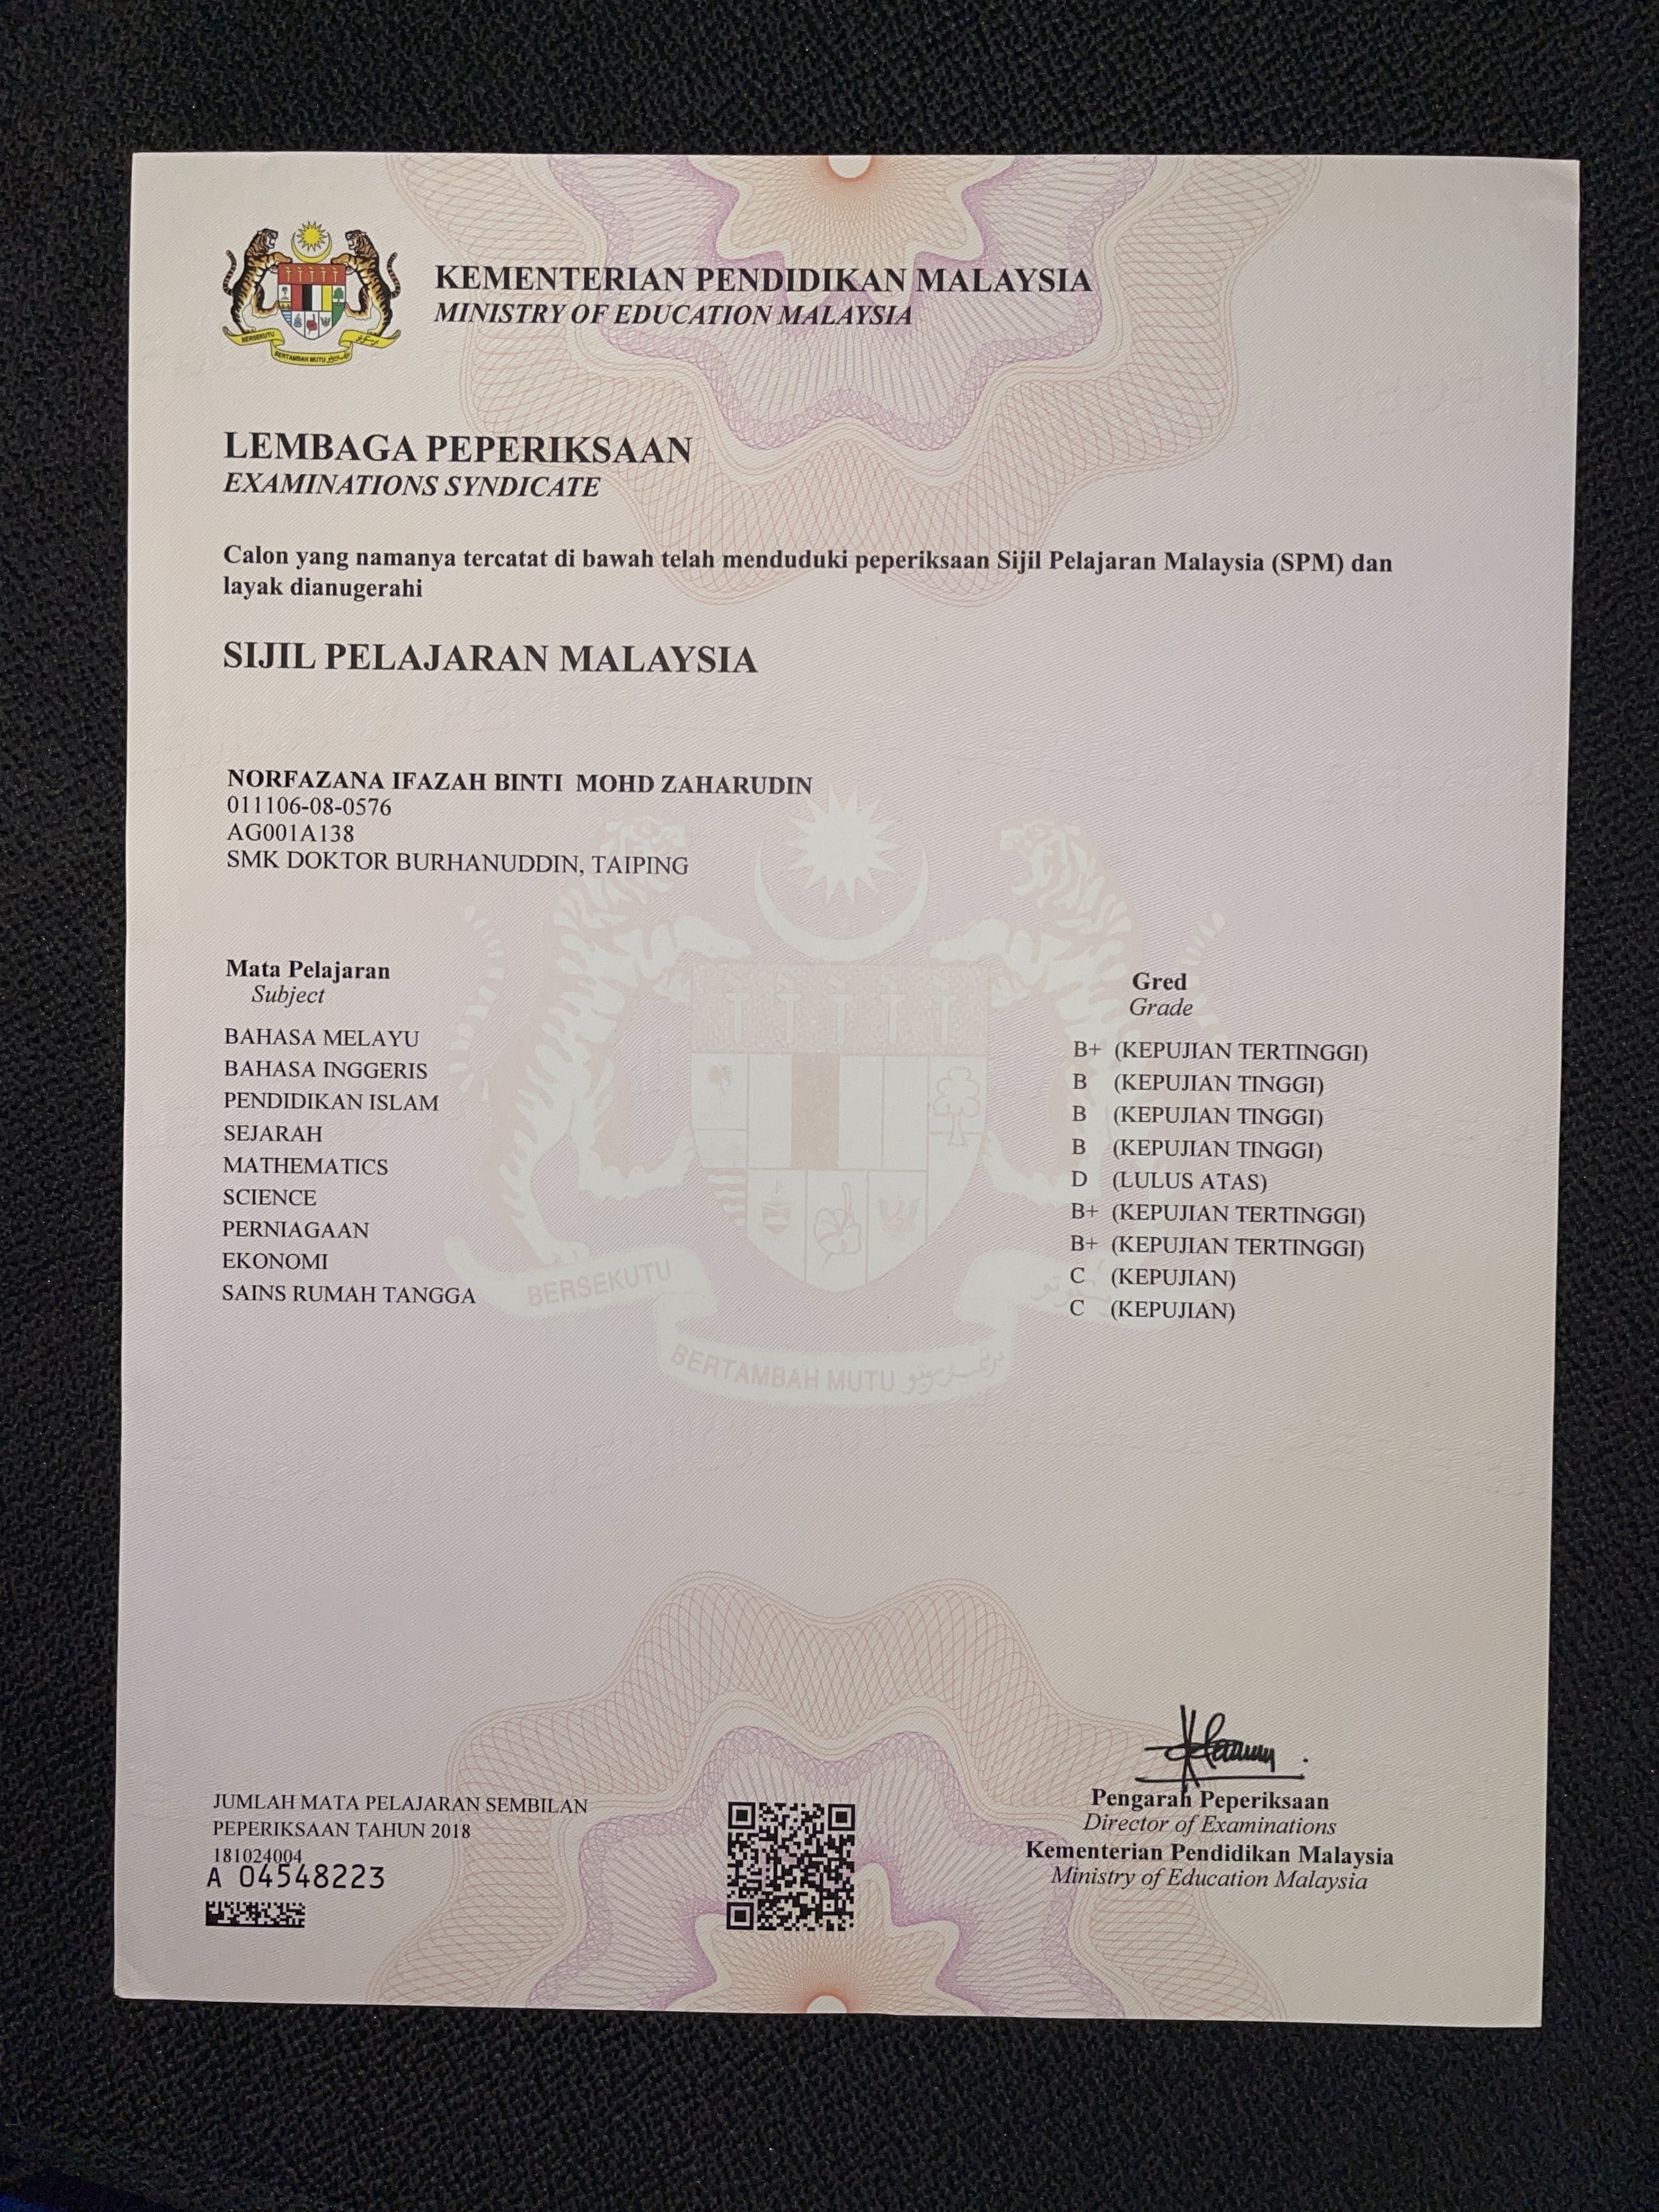 KEMENTERIAN PENDIDIKAN MALAYSIA
MINISTRY OF EDUCATION MALAYSIA
BERSEKUTU
BERTAMBAH MUTU
LEMBAGA PEPERIKSAAN
EXAMINATIONS SYNDICATE
Calon yang namanya tercatat di bawah telah menduduki peperiksaan Sijil Pelajaran Malaysia (SPM) dan
layak dianugerahi
SIJIL PELAJARAN MALAYSIA
NORFAZANA IFAZAH BINTI MOHD ZAHARUDIN
011106-08-0576
AG001A138
SMK DOKTOR BURHANUDDIN, TAIPING
Mata Pelajaran Gred
Subject Grade
BAHASA MELAYU B+ (KEPUJIAN TERTINGGI)
BAHASA INGGERIS B (KEPUJIAN TINGGI)
PENDIDIKAN ISLAM B (KEPUJIAN TINGGI)
SEJARAH B (KEPUJIAN TINGGI)
MATHEMATICS D (LULUS ATAS)
SCIENCE B+ (KEPUJIAN TERTINGGI)
PERNIAGAAN B+ (KEPUJIAN TERTINGGI)
EKONOMI C (KEPUJIAN)
SAINS RUMAH TANGGA C (KEPUJIAN)
BERSEKUTU
BERTAMBAH MUTU
JUMLAH MATA PELAJARAN SEMBILAN
PEPERIKSAAN TAHUN 2018
181024004
A 04548223
Pengarah Peperiksaan
Director of Examinations
Kementerian Pendidikan Malaysia
Ministry of Education Malaysia